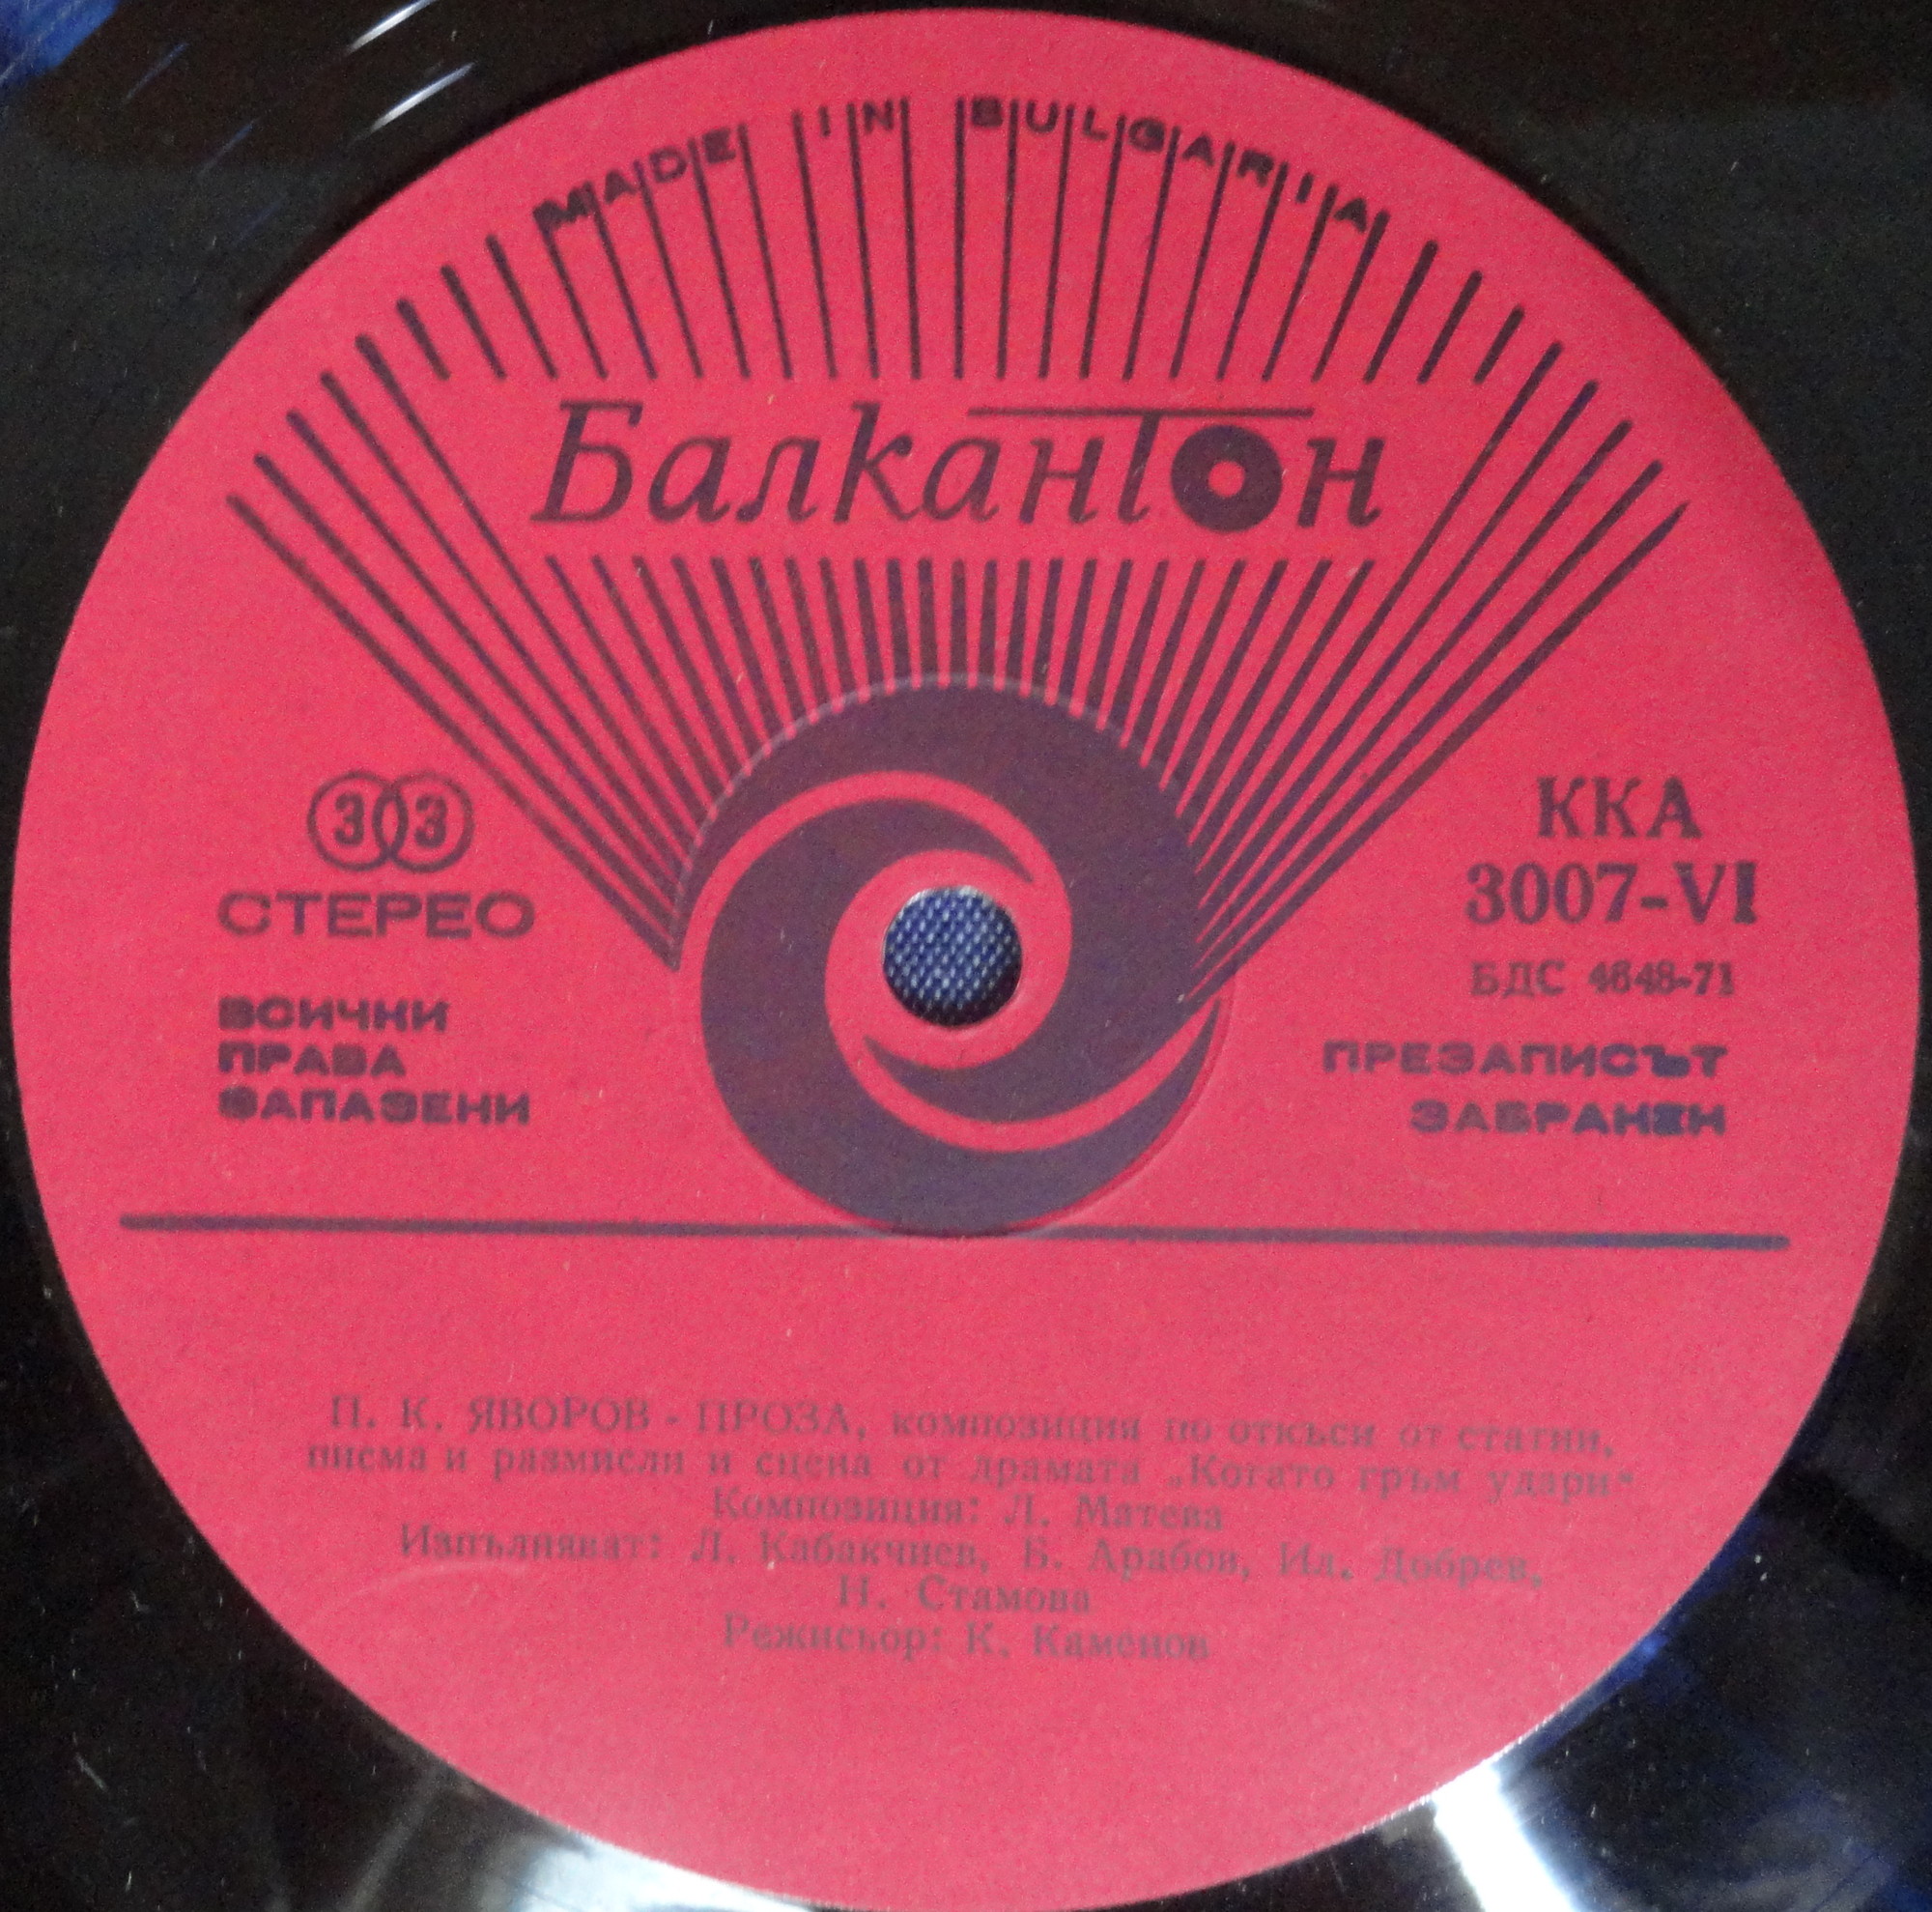 MADE IN BULGARIA
Балкантон
33
СТЕРЕО
ВСИЧКИ
ПРАВА
ЗАПАЗЕНИ
ККА
3007-VI
БДС 4648-71
ПРЕЗАПИСЪТ
ЗАБРАНЕН
П. К. ЯВОРОВ - ПРОЗА, композиция по откъси от статии,
писма и размисли и сцена от драмата „Когато гръм удари“
Композиция: Л. Матева
Изпълняват: Л. Кабакчиев, Б. Арабов, Ил. Добрев,
Н. Стамова
Режисьор: К. Каменов